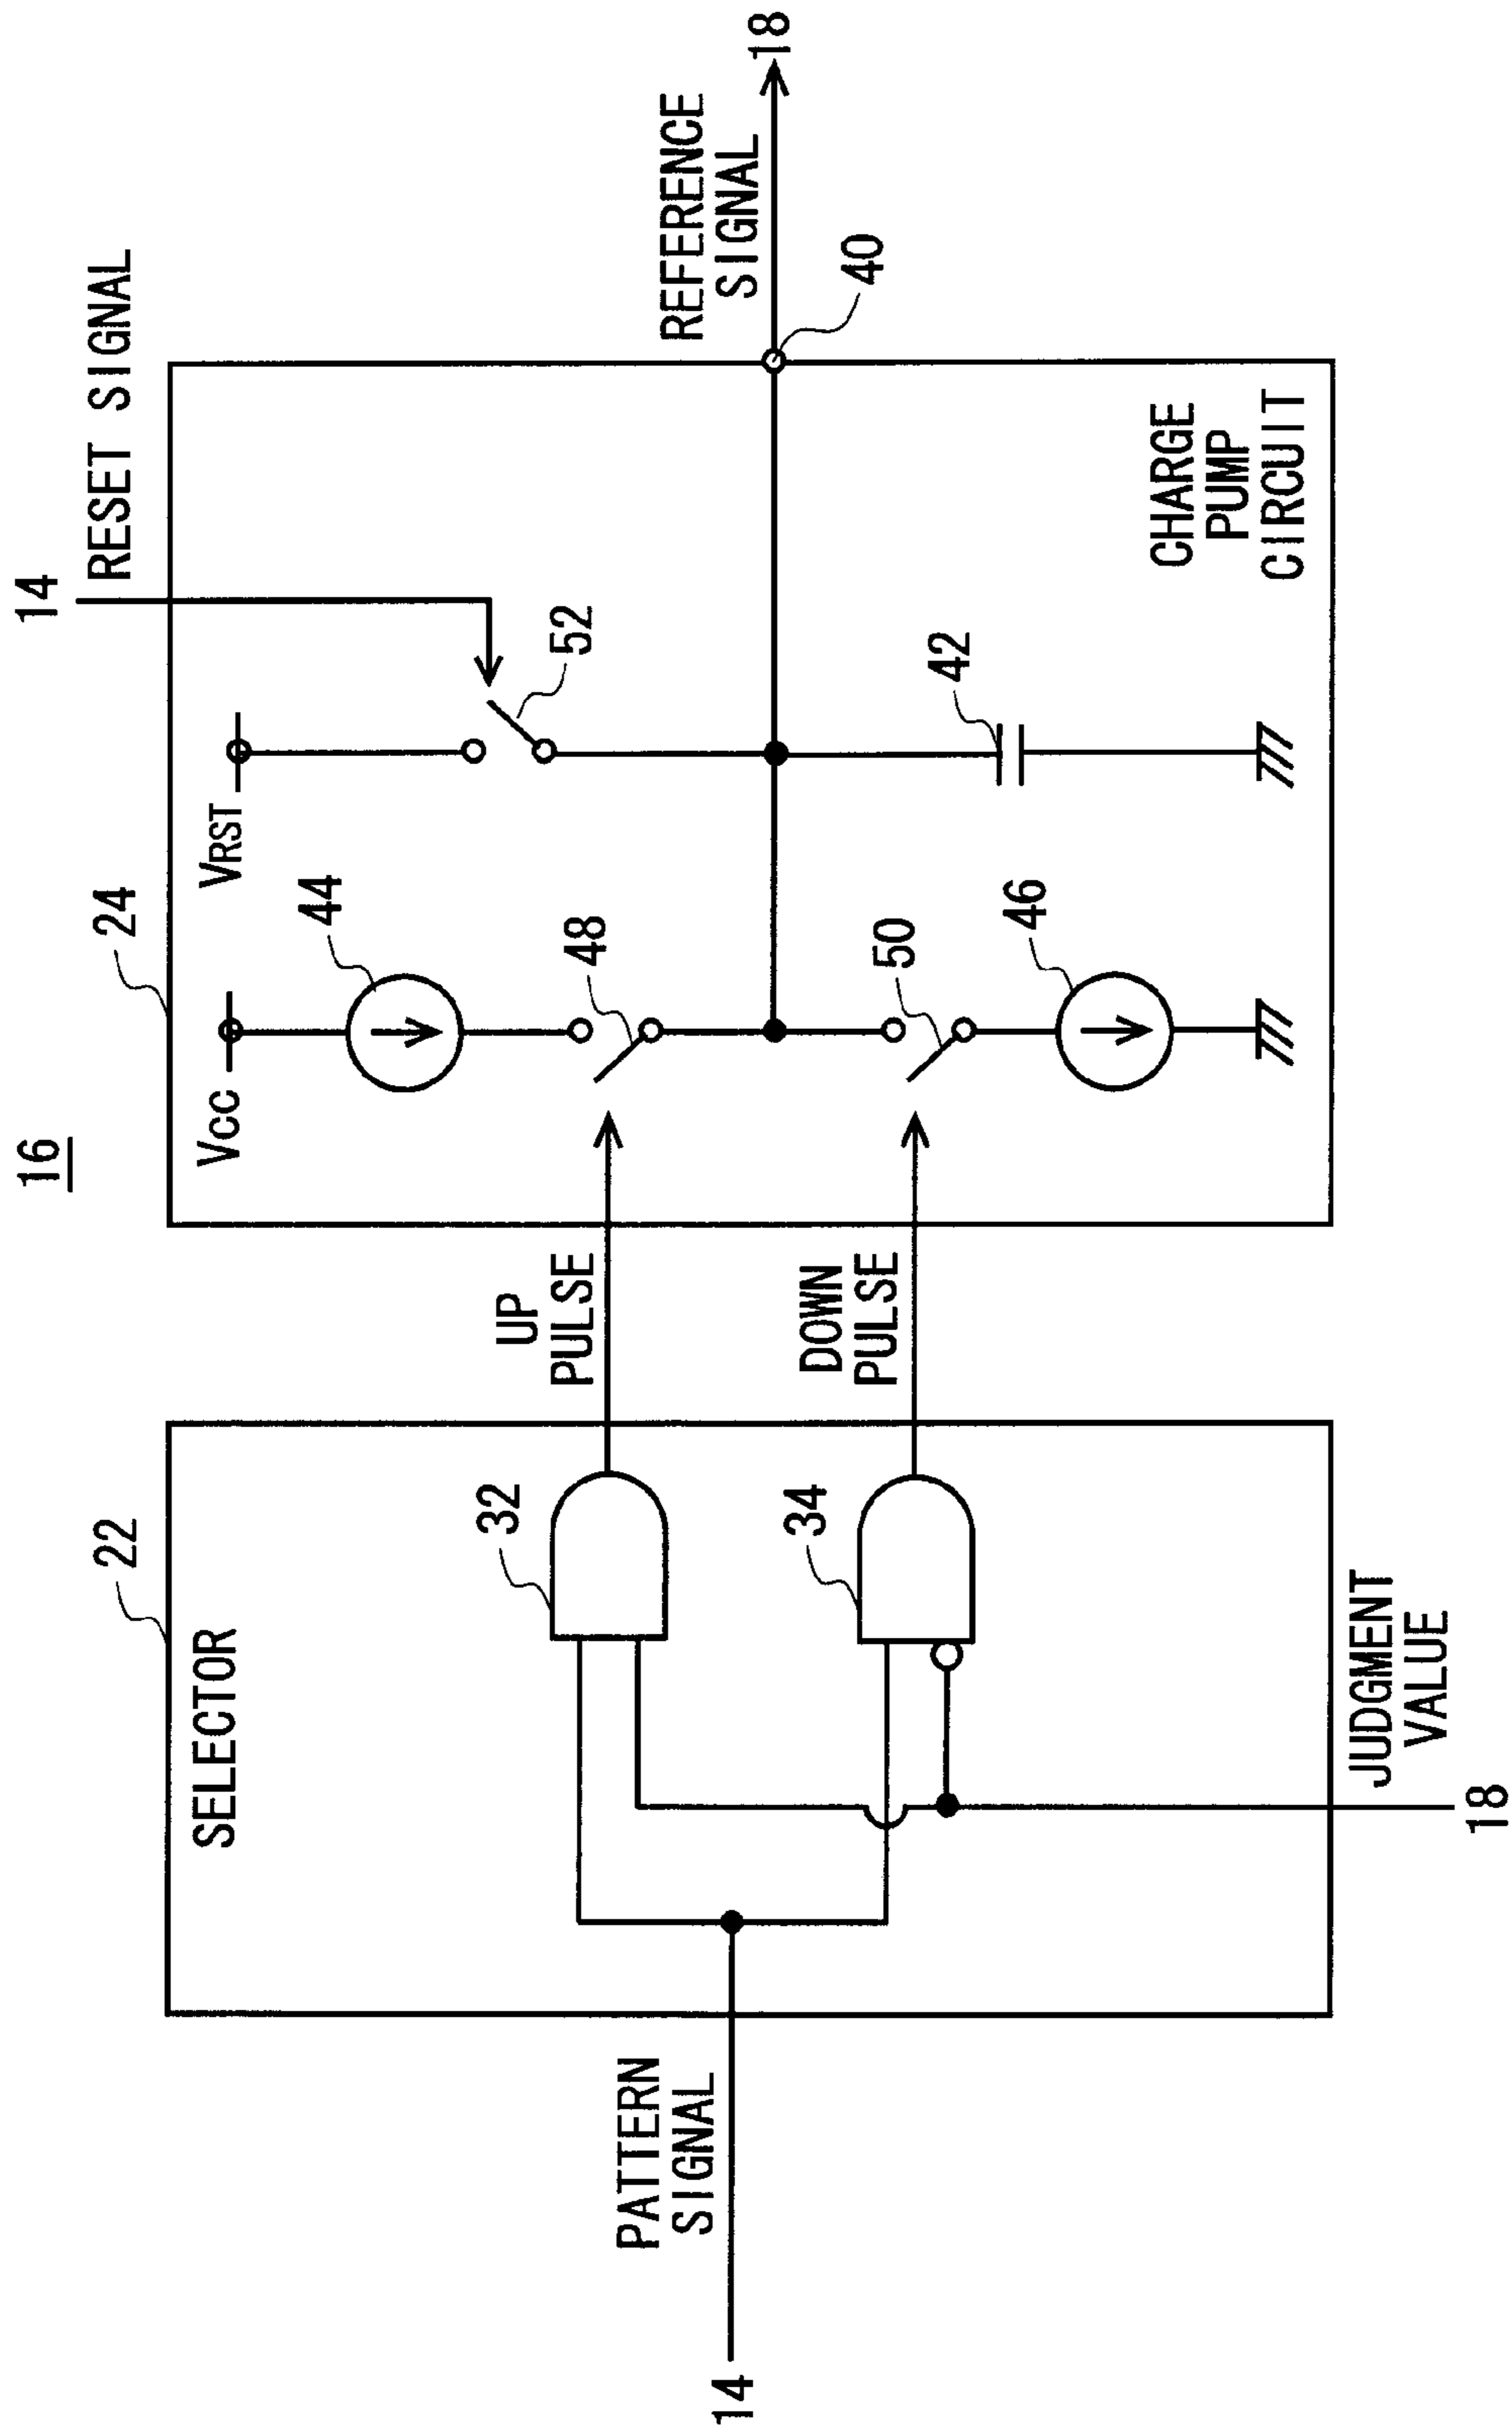 16
14
RESET SIGNAL
22
24
SELECTOR
VCC
VRST
44
32
UP
PULSE
48
52
REFERENCE
SIGNAL
18
PATTERN
SIGNAL
14
40
34
DOWN
PULSE
50
42
46
CHARGE
PUMP
CIRCUIT
JUDGMENT
VALUE
18